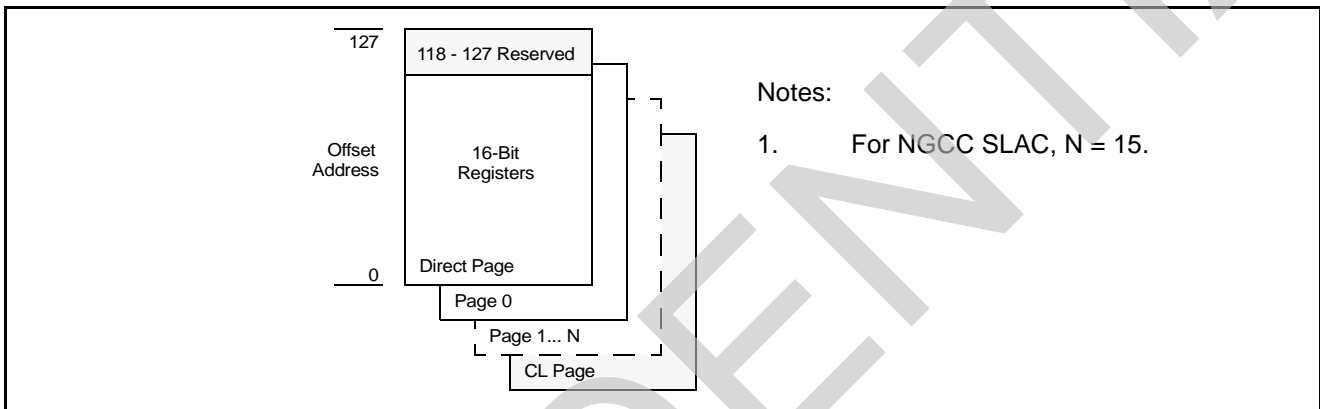 127
118 - 127 Reserved
Offset
Address
16-Bit
Registers
0
Direct Page
Page 0
Page 1... N
CL Page
Notes:
1. For NGCC SLAC, N = 15.